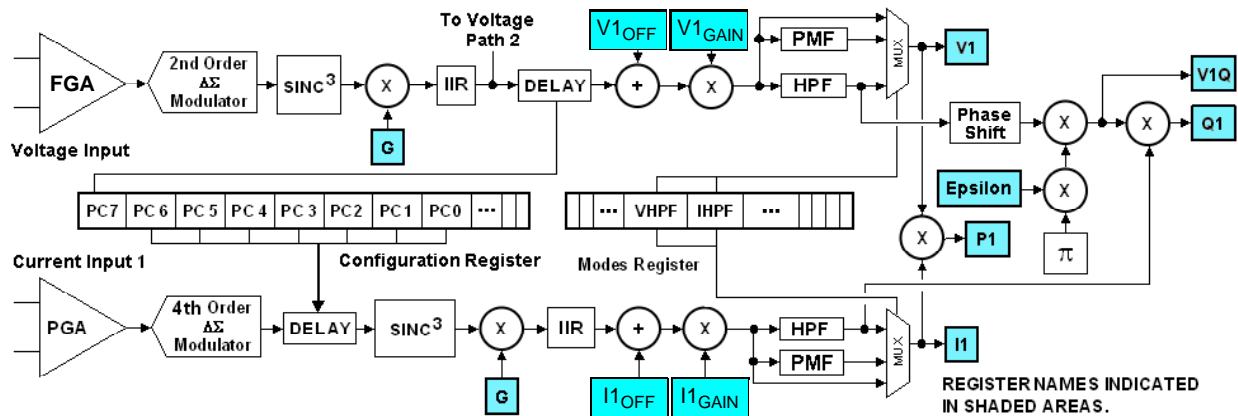 To Voltage
Path 2
V1OFF
V1GAIN
FGA
2nd Order
ΔΣ
Modulator
SINC3
X
IIR
DELAY
+
X
PMF
HPF
MUX
V1
V1Q
Phase
Shift
X
X
Q1
G
Voltage Input
PC7 PC 6 PC 5 PC 4 PC 3 PC2 PC1 PC0 ...
... VHPF IHPF ...
Epsilon
X
X
P1
π
Current Input 1
Configuration Register
Modes Register
PGA
4th Order
ΔΣ
Modulator
DELAY
SINC3
X
IIR
+
X
HPF
PMF
MUX
I1
G
I1OFF
I1GAIN
REGISTER NAMES INDICATED
IN SHADED AREAS.